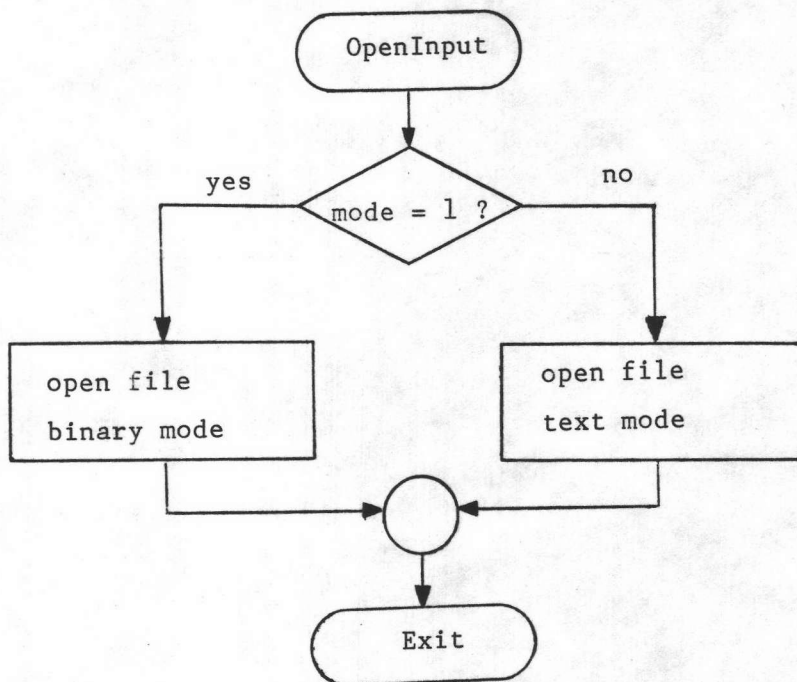 OpenInput
yes
no
mode = 1 ?
open file
binary mode
open file
text mode
Exit